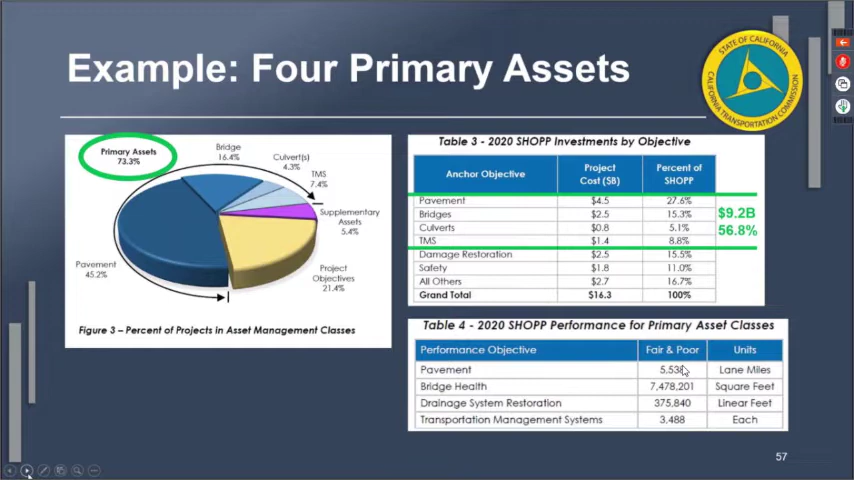 Example: Four Primary Assets
STATE OF CALIFORNIA
CALIFORNIA TRANSPORTATION COMMISSION
Primary Assets
73.3%
Bridge
16.4%
Culvert(s)
4.3%
TMS
7.4%
Supplementary
Assets
5.4%
Project
Objectives
21.4%
Pavement
45.2%
Figure 3 – Percent of Projects in Asset Management Classes
Table 3 - 2020 SHOPP Investments by Objective
Anchor Objective Project Cost ($B) Percent of SHOPP
Pavement $4.5 27.6%
Bridges $2.5 15.3%
Culverts $0.8 5.1%
TMS $1.4 8.8%
Damage Restoration $2.5 15.5%
Safety $1.8 11.0%
All Others $2.7 16.7%
Grand Total $16.3 100%
$9.2B
56.8%
Table 4 - 2020 SHOPP Performance for Primary Asset Classes
Performance Objective Fair & Poor Units
Pavement Lane Miles
Bridge Health 7,478,201 Square Feet
Drainage System Restoration 375,840 Linear Feet
Transportation Management Systems 3,488 Each
57